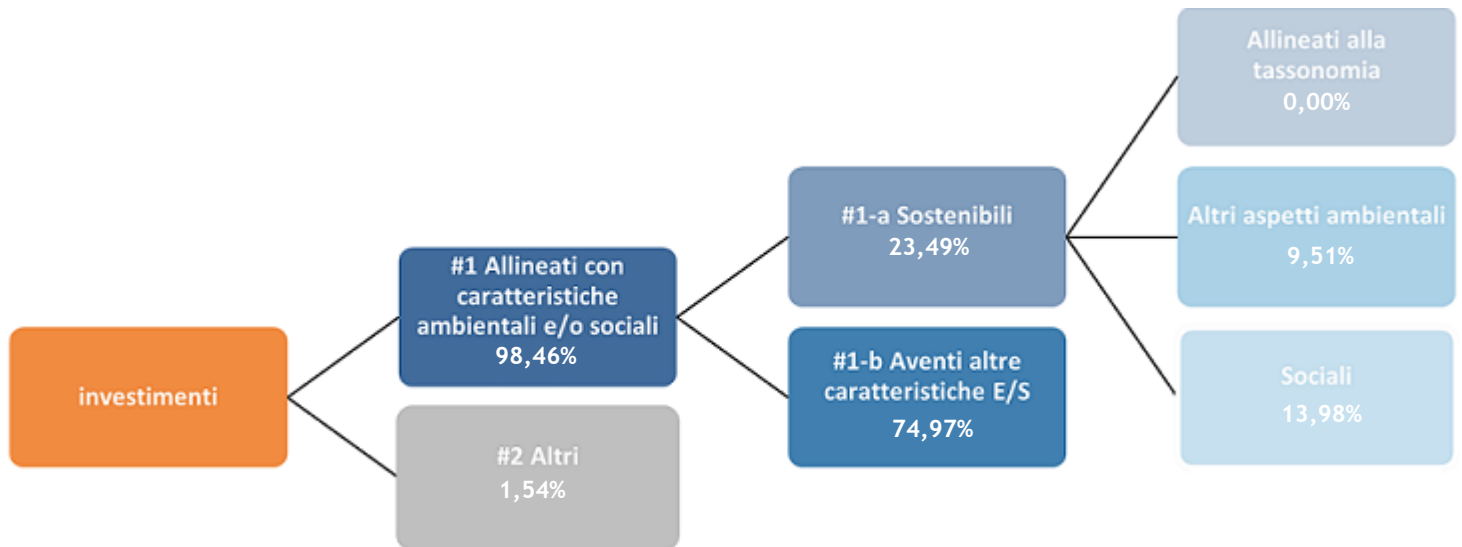 investimenti
#1 Allineati con
caratteristiche
ambientali e/o sociali
98,46%
#2 Altri
1,54%
#1-a Sostenibili
23,49%
#1-b Aventi altre
caratteristiche E/S
74,97%
Allineati alla
tassonomia
0,00%
Altri aspetti ambientali
9,51%
Sociali
13,98%